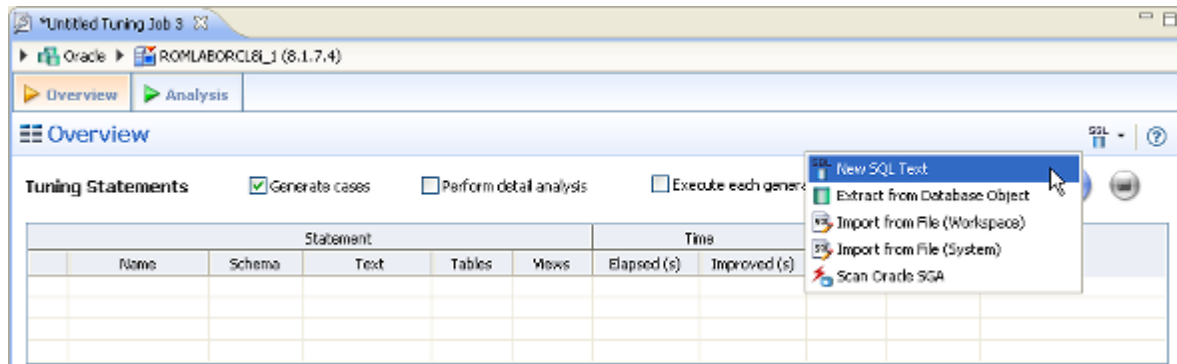 *Untitled Tuning Job 3
Oracle ROMLABORCL8i_1 (8.1.7.4)
Overview Analysis
Overview
SQL
New SQL Text
Tuning Statements Generate cases Perform detail analysis Execute each genera
Extract from Database Object
Import from File (Workspace)
Statement Time
Import from File (System)
Name Schema Text Tables Views Elapsed (s) Improved (s)
Scan Oracle SGA